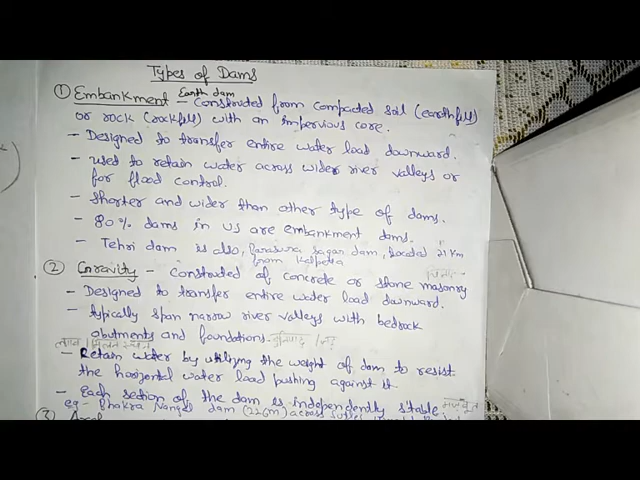 Types of Dams
① Embankment - Earth dam Constructed from compacted soil (earthfill)
or rock (rockfill) with an impervious core.
- Designed to transfer entire water load downward.
- used to retain water across wider river valleys or
for flood control.
- shorter and wider than other type of dams.
- 80% dams in US are embankment dams.
- Tehri dam is also, Banasura sagar dam, located 21 Km
from Kalpetta
② Gravity - constructed of concrete or stone masonry
- Designed to transfer entire water load downward.
- typically span narrow river valleys with bedrock
abutments and foundations.
- Retain water by utilizing the weight of dam to resist
the horizontal water load pushing against it
- Each section of the dam is independently stable मजबूत
eg - Bhakra Nangal dam (226m) across
③